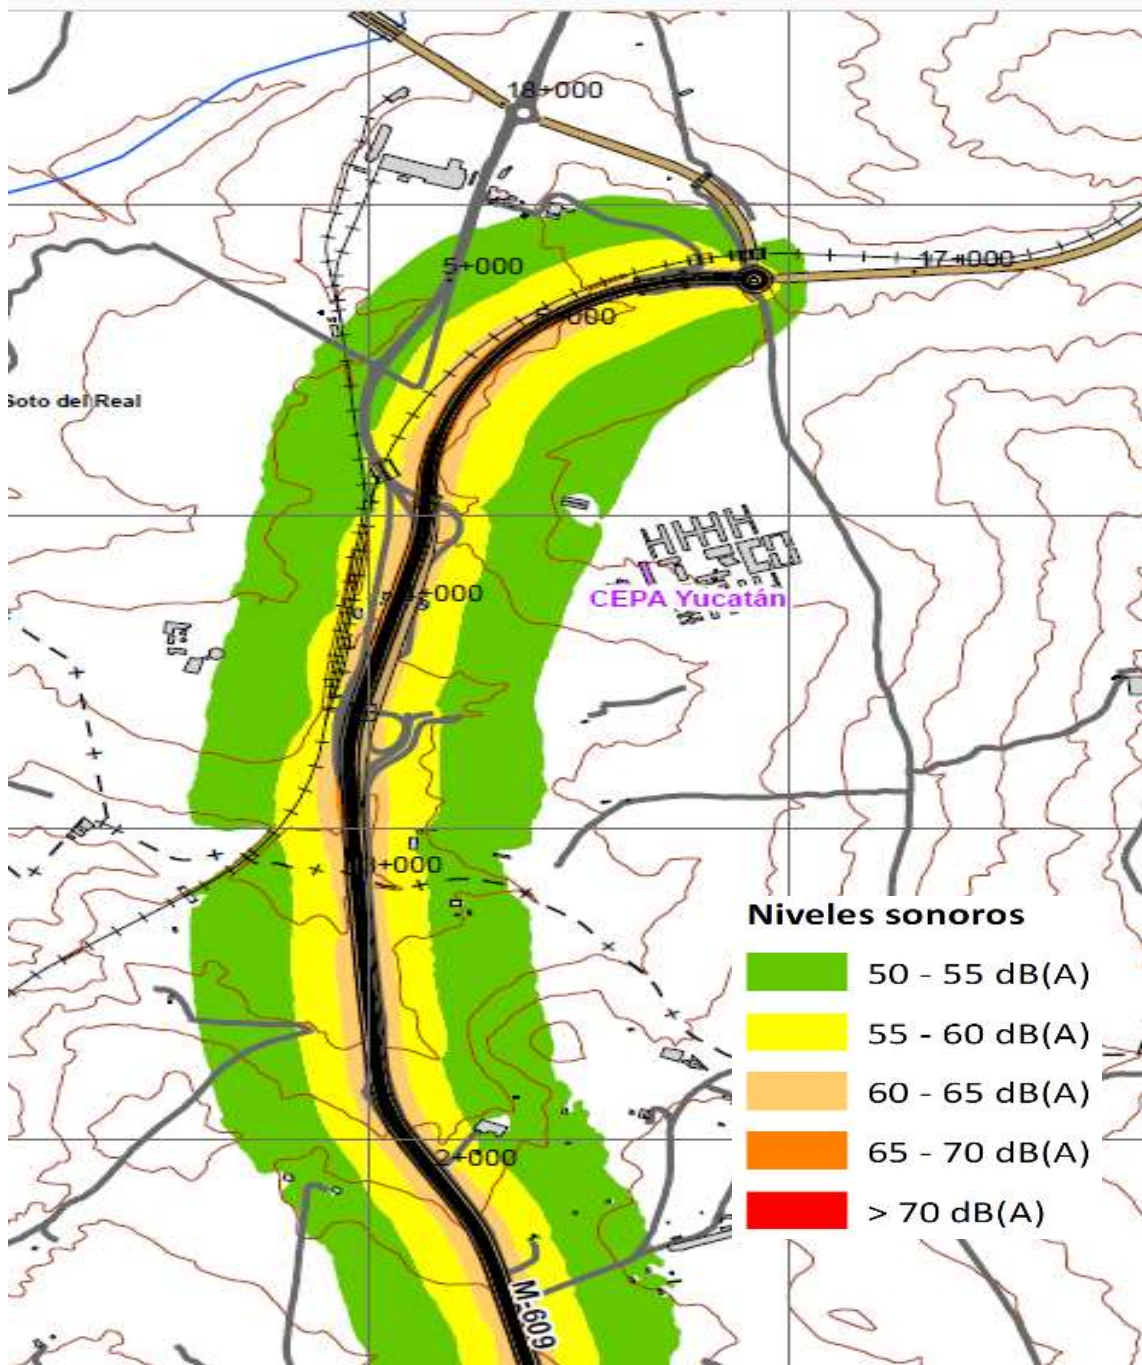 18+000
5+000
17+000
5+000
Soto del Real
4+000
CEPA Yucatán
3+000
Niveles sonoros
50 - 55 dB(A)
55 - 60 dB(A)
60 - 65 dB(A)
65 - 70 dB(A)
> 70 dB(A)
2+000
M-609